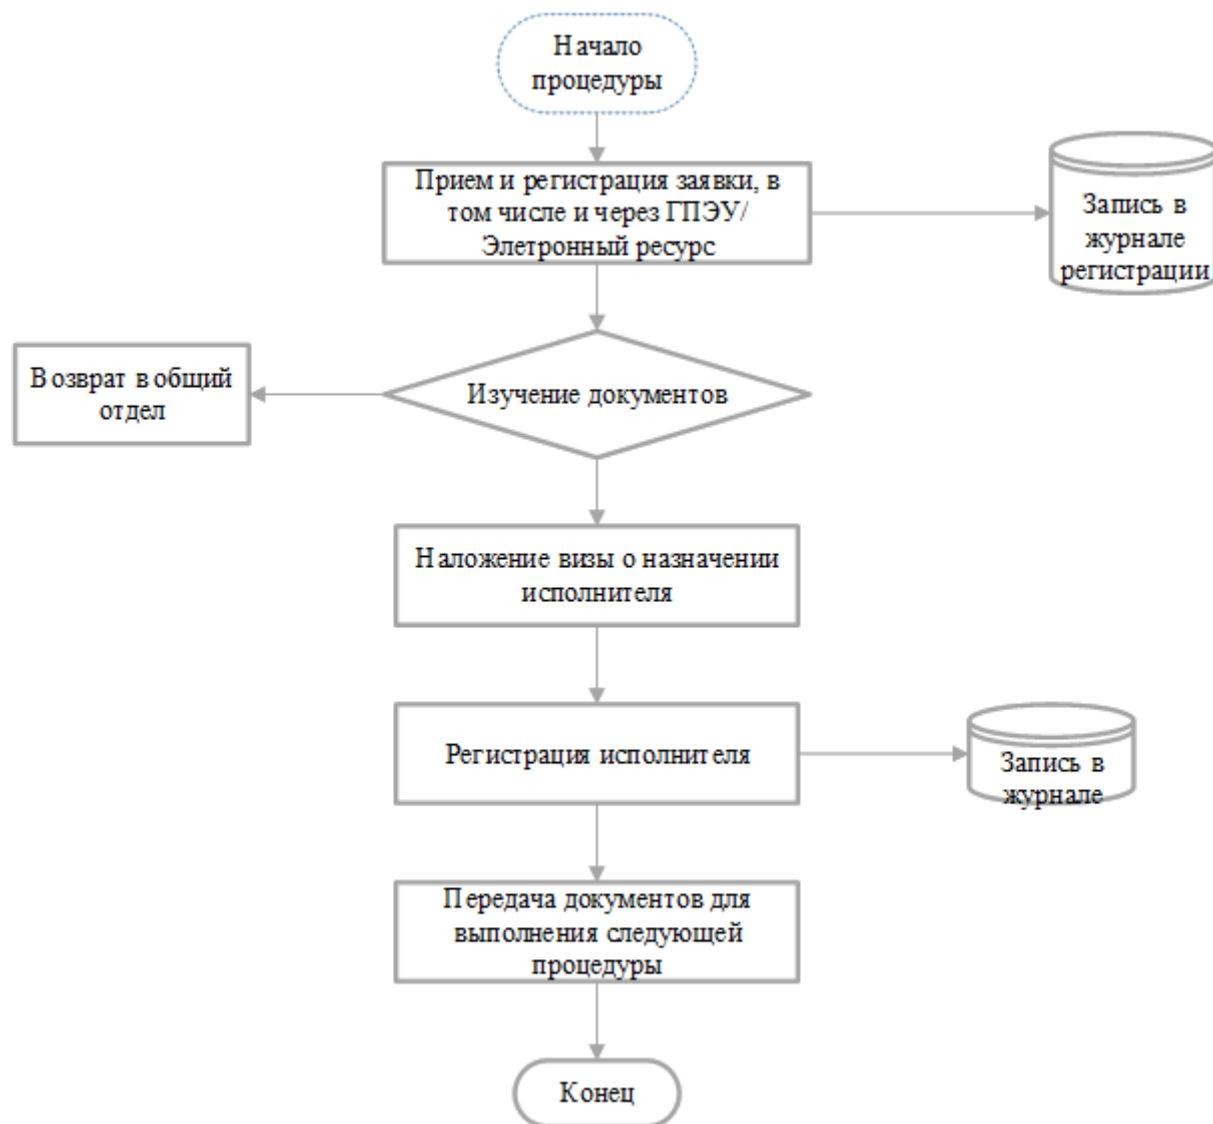 Начало
процедуры
Прием и регистрация заявки, в
том числе и через ГПЭУ/
Элетронный ресурс
Запись в
журнале
регистрации
Возврат в общий
отдел
Изучение документов
Наложение визы о назначении
исполнителя
Регистрация исполнителя
Запись в
журнале
Передача документов для
выполнения следующей
процедуры
Конец